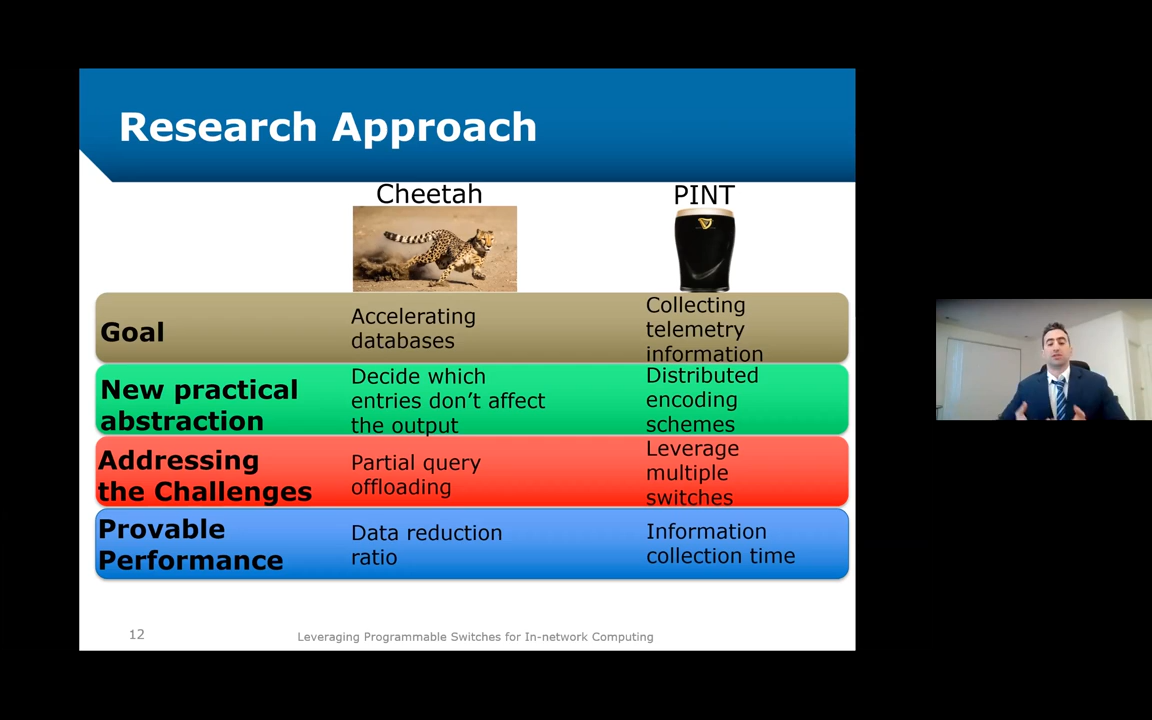 Research Approach
Cheetah
PINT
Goal
Accelerating
databases
Collecting
telemetry
information
New practical
abstraction
Decide which
entries don’t affect
the output
Distributed
encoding
schemes
Addressing
the Challenges
Partial query
offloading
Leverage
multiple
switches
Provable
Performance
Data reduction
ratio
Information
collection time
12
Leveraging Programmable Switches for In-network Computing